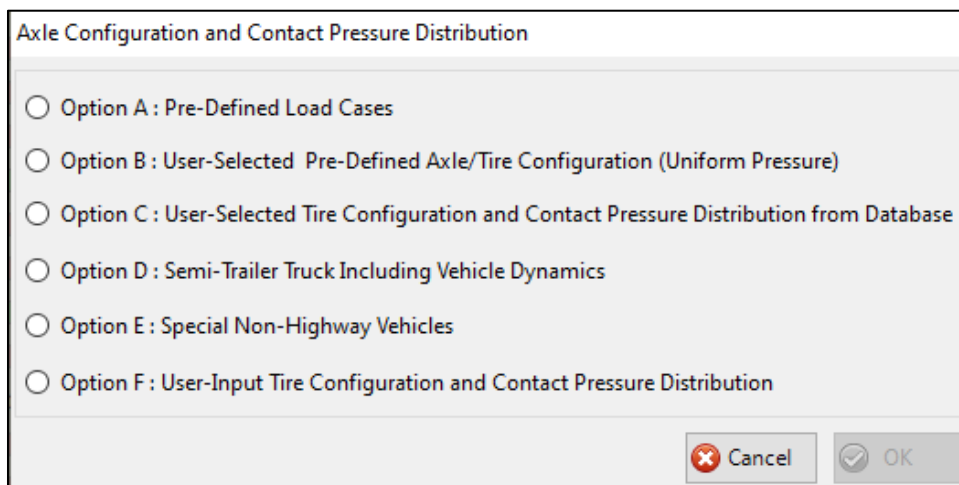 Axle Configuration and Contact Pressure Distribution
Option A : Pre-Defined Load Cases
Option B : User-Selected  Pre-Defined Axle/Tire Configuration (Uniform Pressure)
Option C : User-Selected Tire Configuration and Contact Pressure Distribution from Database
Option D : Semi-Trailer Truck Including Vehicle Dynamics
Option E : Special Non-Highway Vehicles
Option F : User-Input Tire Configuration and Contact Pressure Distribution
Cancel OK